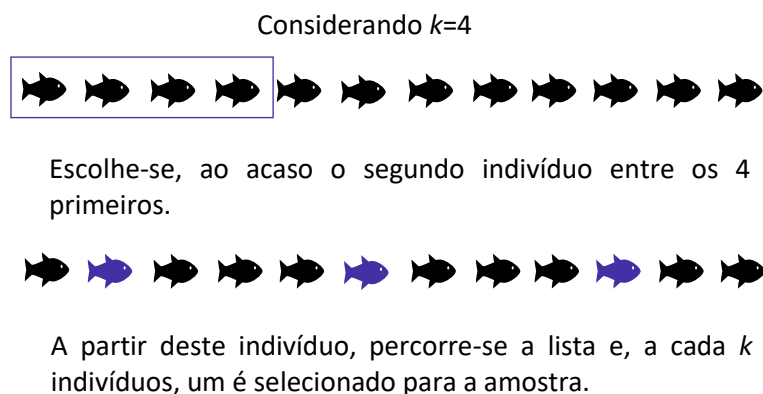 Considerando k=4
Escolhe-se, ao acaso o segundo indivíduo entre os 4
primeiros.
A partir deste indivíduo, percorre-se a lista e, a cada k
indivíduos, um é selecionado para a amostra.